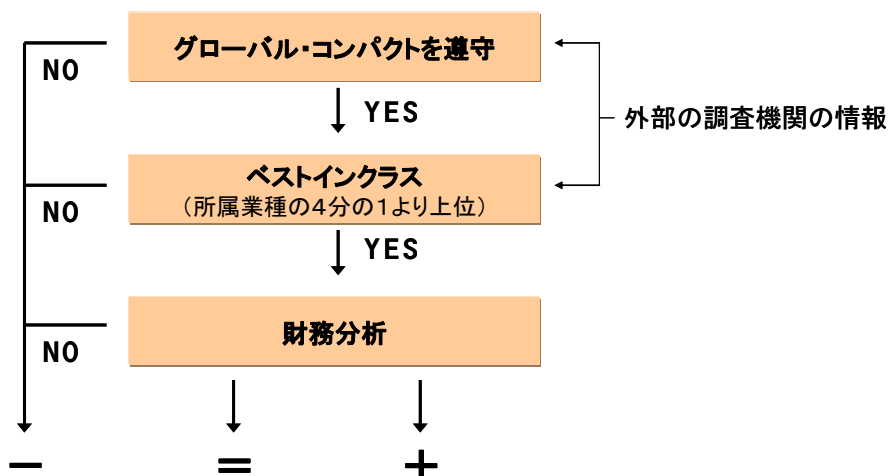 グローバル・コンパクトを遵守
NO
YES
外部の調査機関の情報
ベストインクラス
（所属業種の4分の1より上位）
NO
YES
財務分析
NO
－ ＝ ＋